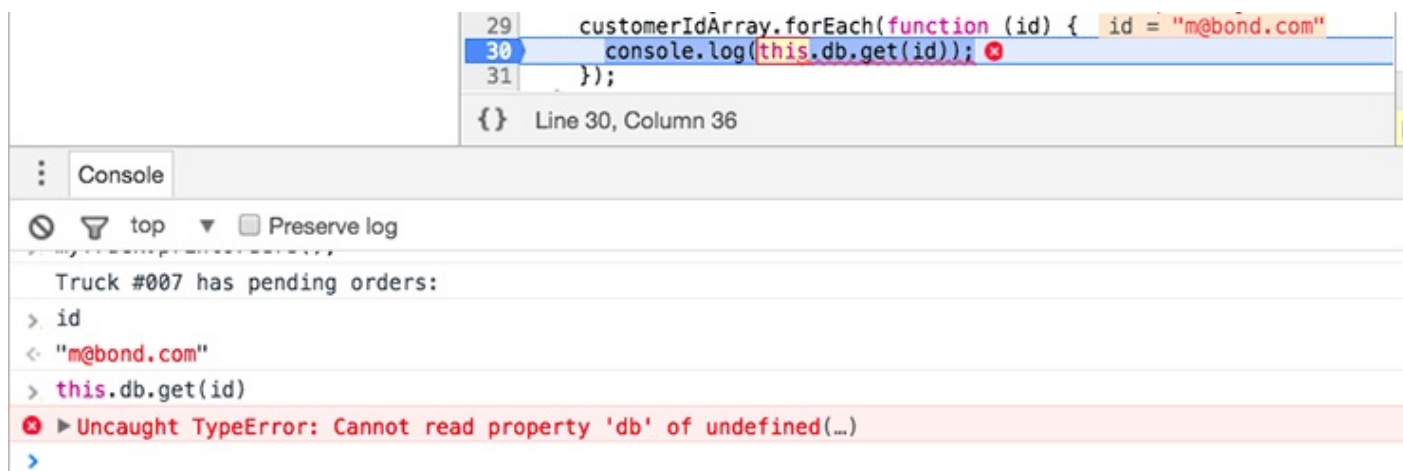 29 customerIdArray.forEach(function (id) { id = "m@bond.com"
30 console.log(this.db.get(id));
31 });
{} Line 30, Column 36
Console
top ▼ Preserve log
Truck #007 has pending orders:
> id
"m@bond.com"
> this.db.get(id)
Uncaught TypeError: Cannot read property 'db' of undefined(…)
>